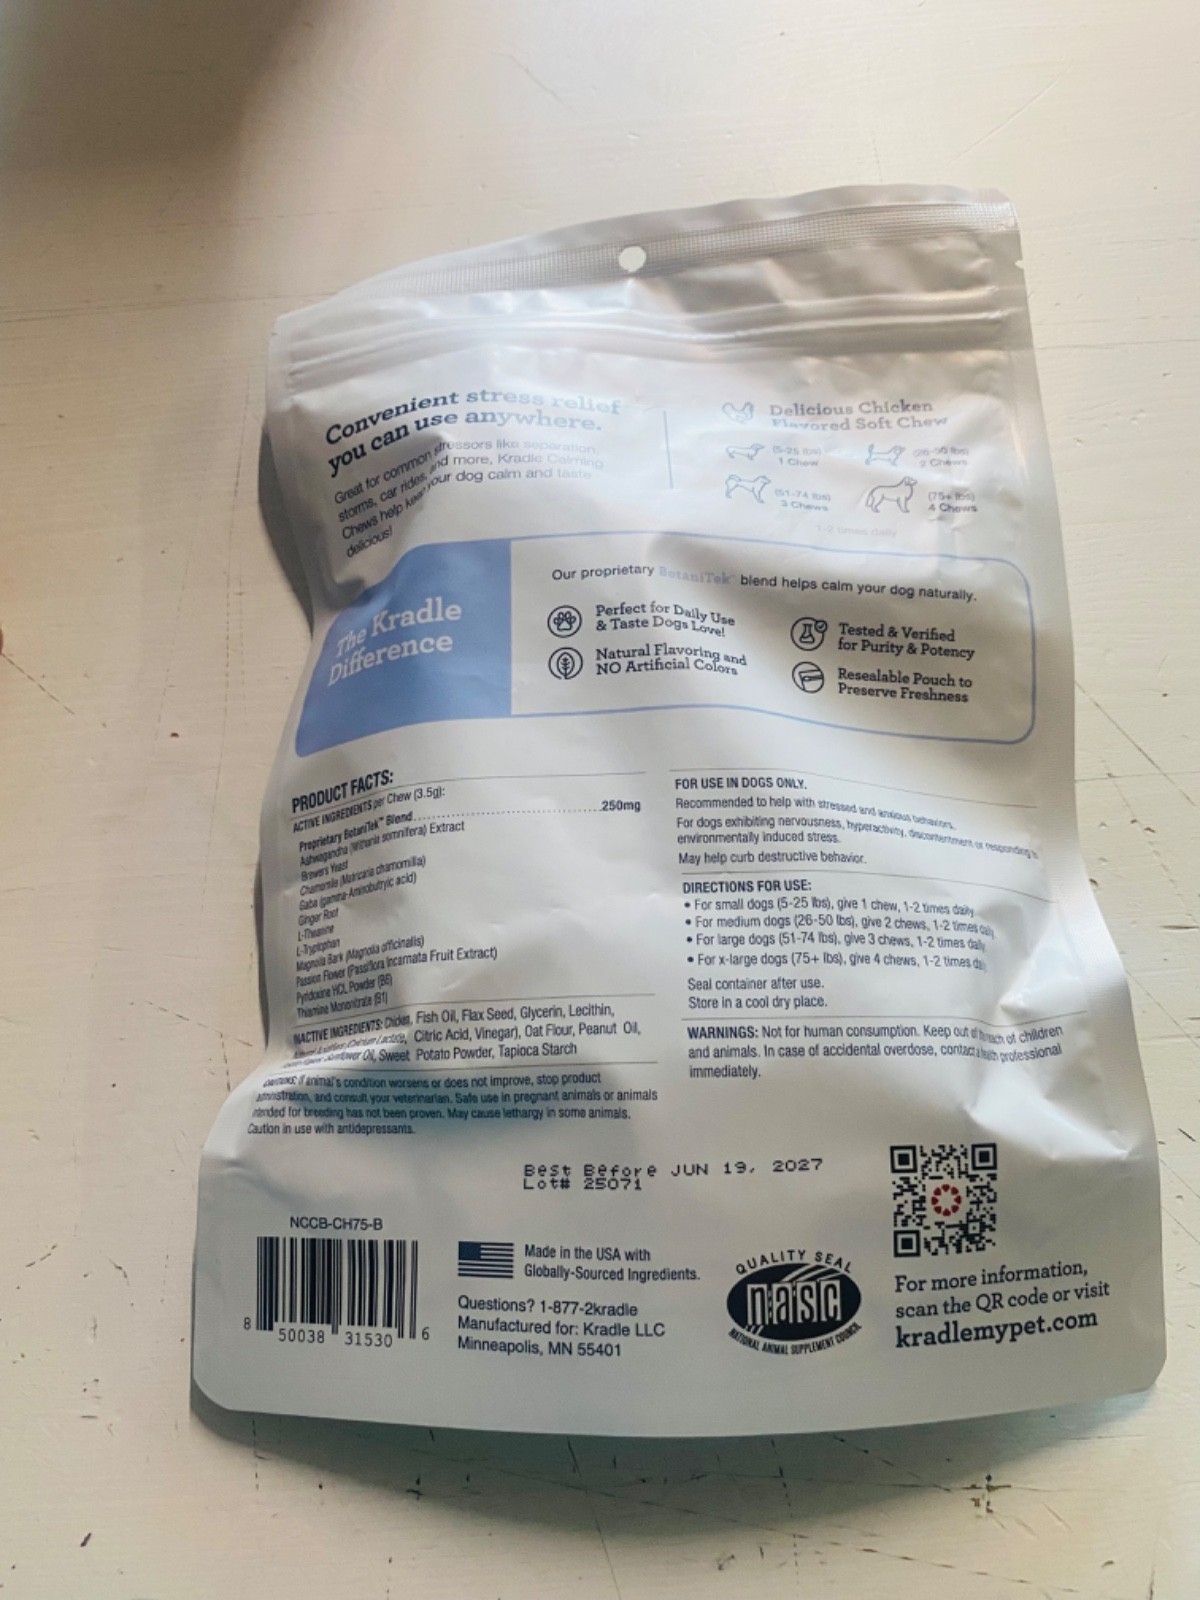 Convenient stress relief
you can use anywhere.
Great for common stressors like separation,
storms, car rides, and more, Kradle Calming
Chews help keep your dog calm and taste
delicious!
Delicious Chicken
Flavored Soft Chew
(5-25 lbs)
1 Chew
(26-50 lbs)
2 Chews
(51-74 lbs)
3 Chews
(75+ lbs)
4 Chews
1-2 times daily
The Kradle
Difference
Our proprietary BotaniTek™ blend helps calm your dog naturally.
Perfect for Daily Use
& Taste Dogs Love!
Natural Flavoring and
NO Artificial Colors
Tested & Verified
for Purity & Potency
Resealable Pouch to
Preserve Freshness
PRODUCT FACTS:
ACTIVE INGREDIENTS per Chew (3.5g):
Proprietary BotaniTek™ Blend..............................250mg
Ashwagandha (Withania somnifera) Extract
Brewers Yeast
Chamomile (Matricaria chamomilla)
Gaba (gamma-Aminobutryic acid)
Ginger Root
L-Theanine
L-Tryptophan
Magnolia Bark (Magnolia officinalis)
Passion Flower (Passiflora Incarnata Fruit Extract)
Pyridoxine HCL Powder (B6)
Thiamine Mononitrate (B1)
INACTIVE INGREDIENTS: Chicken, Fish Oil, Flax Seed, Glycerin, Lecithin,
(Calcium Lactate, Citric Acid, Vinegar), Oat Flour, Peanut Oil,
Sunflower Oil, Sweet Potato Powder, Tapioca Starch
CAUTIONS: If animal's condition worsens or does not improve, stop product
administration, and consult your veterinarian. Safe use in pregnant animals or animals
intended for breeding has not been proven. May cause lethargy in some animals.
Caution in use with antidepressants.
FOR USE IN DOGS ONLY.
Recommended to help with stressed and anxious behaviors.
For dogs exhibiting nervousness, hyperactivity, discontentment or responding to
environmentally induced stress.
May help curb destructive behavior.
DIRECTIONS FOR USE:
• For small dogs (5-25 lbs), give 1 chew, 1-2 times daily
• For medium dogs (26-50 lbs), give 2 chews, 1-2 times daily
• For large dogs (51-74 lbs), give 3 chews, 1-2 times daily
• For x-large dogs (75+ lbs), give 4 chews, 1-2 times daily
Seal container after use.
Store in a cool dry place.
WARNINGS: Not for human consumption. Keep out of reach of children
and animals. In case of accidental overdose, contact a health professional
immediately.
Best Before JUN 19, 2027
Lot# 25071
NCCB-CH75-B
8 50038 31530 6
Made in the USA with
Globally-Sourced Ingredients.
Questions? 1-877-2kradle
Manufactured for: Kradle LLC
Minneapolis, MN 55401
QUALITY SEAL
nasc
NATIONAL ANIMAL SUPPLEMENT COUNCIL
For more information,
scan the QR code or visit
kradlemypet.com